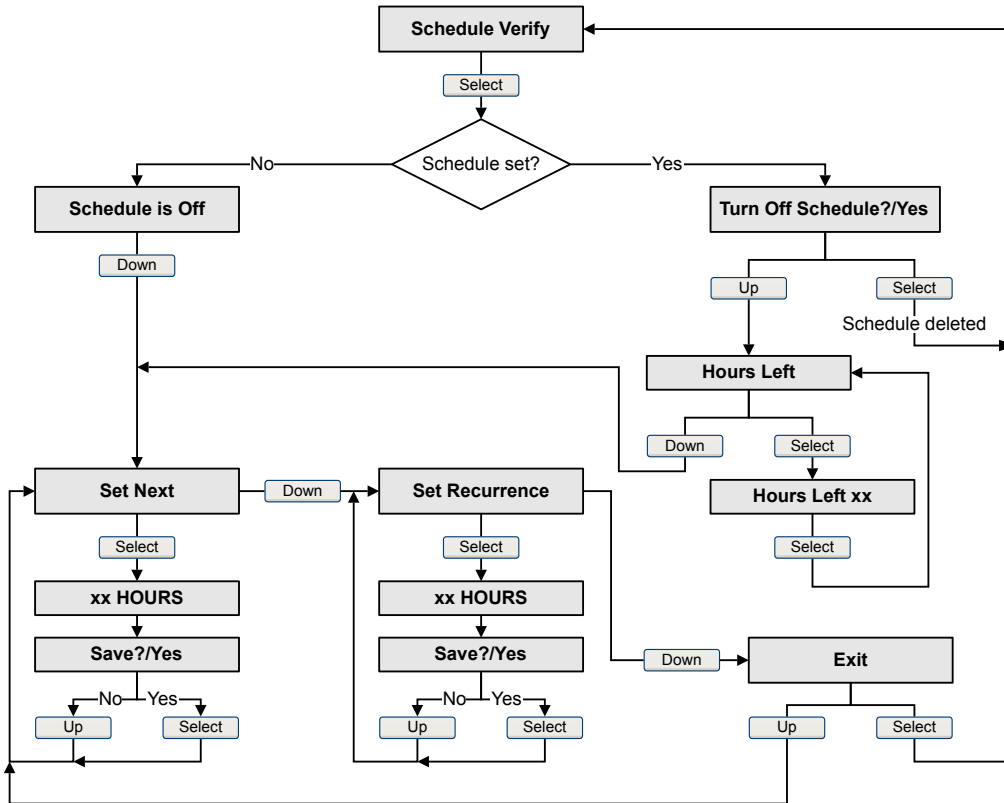 Schedule Verify
Select
No
Schedule set?
Yes
Schedule is Off
Turn Off Schedule?/Yes
Down
Up
Select
Schedule deleted
Hours Left
Down
Select
Set Next
Down
Set Recurrence
Hours Left xx
Select
Select
Select
xx HOURS
xx HOURS
Save?/Yes
Save?/Yes
Down
Exit
No
Yes
No
Yes
Up
Select
Up
Select
Up
Select